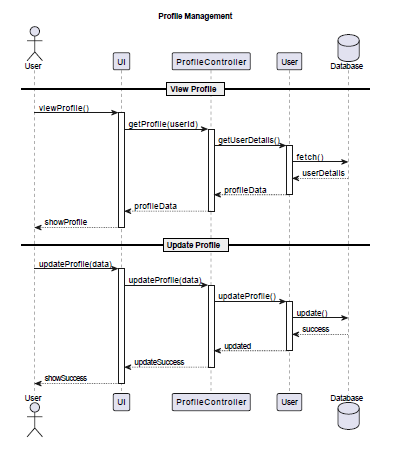 Profile Management
User UI ProfileController User Database
View Profile
viewProfile()
getProfile(userId)
getUserDetails()
fetch()
userDetails
profileData
profileData
showProfile
Update Profile
updateProfile(data)
updateProfile(data)
updateProfile()
update()
success
updated
updateSuccess
showSuccess
User UI ProfileController User Database